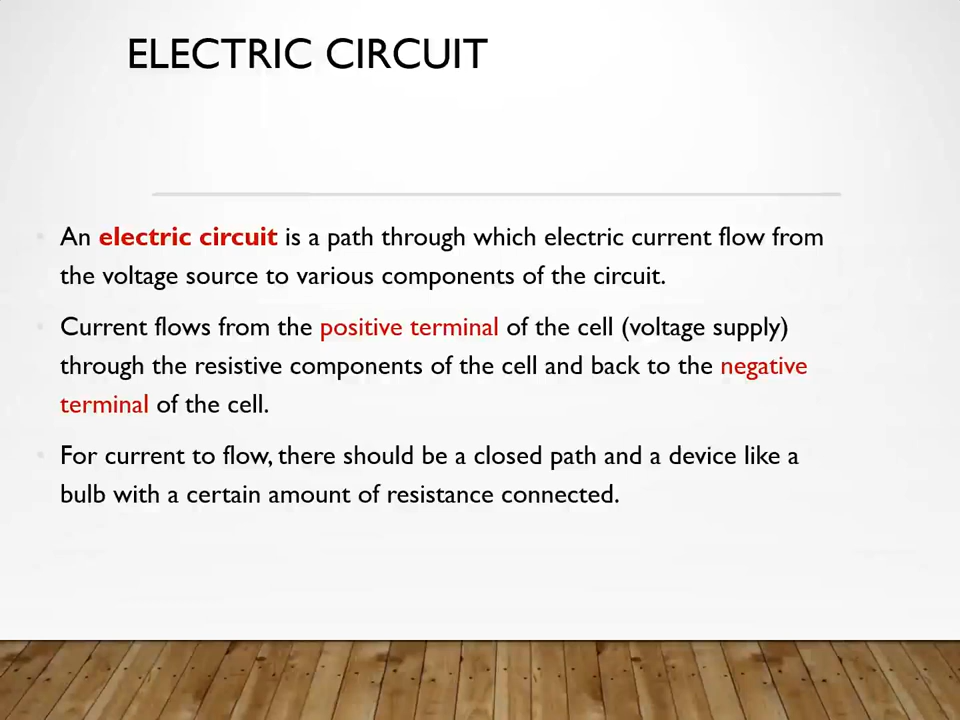 ELECTRIC CIRCUIT
An electric circuit is a path through which electric current flow from
the voltage source to various components of the circuit.
Current flows from the positive terminal of the cell (voltage supply)
through the resistive components of the cell and back to the negative
terminal of the cell.
For current to flow, there should be a closed path and a device like a
bulb with a certain amount of resistance connected.